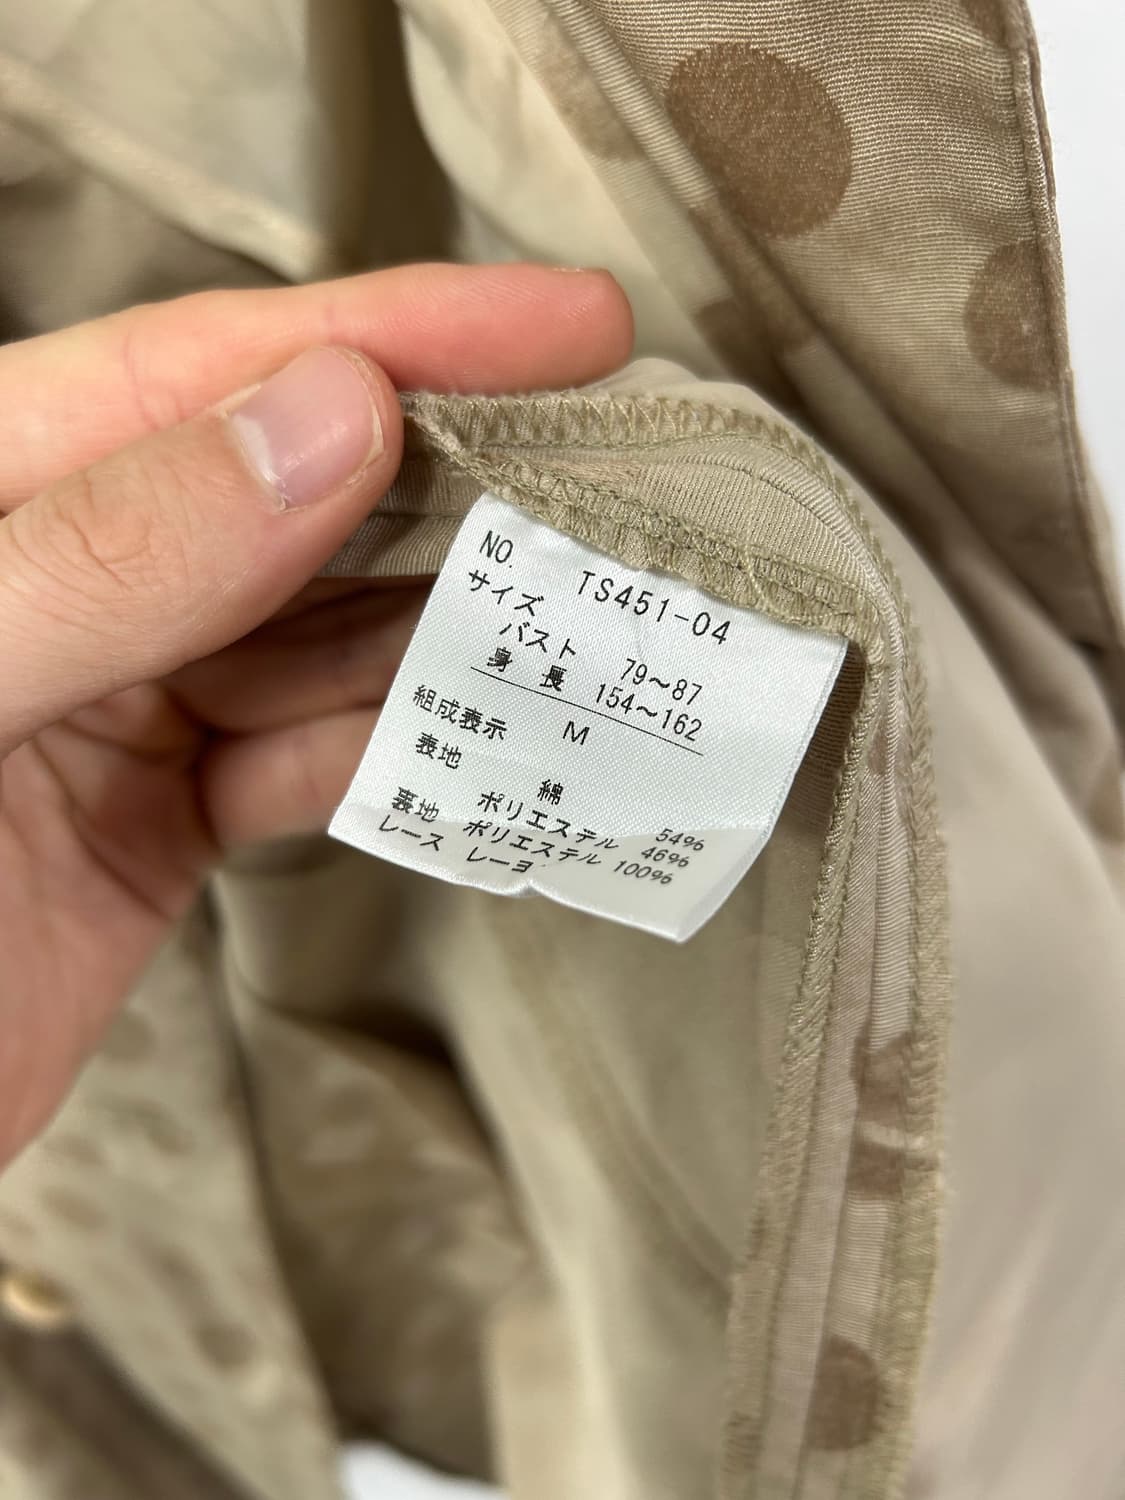 NO. TS451-04
サイズ
バスト 79〜87
身長 154〜162
M
組成表示
表地 綿 54%
ポリエステル 46%
裏地 ポリエステル 100%
レース レーヨ